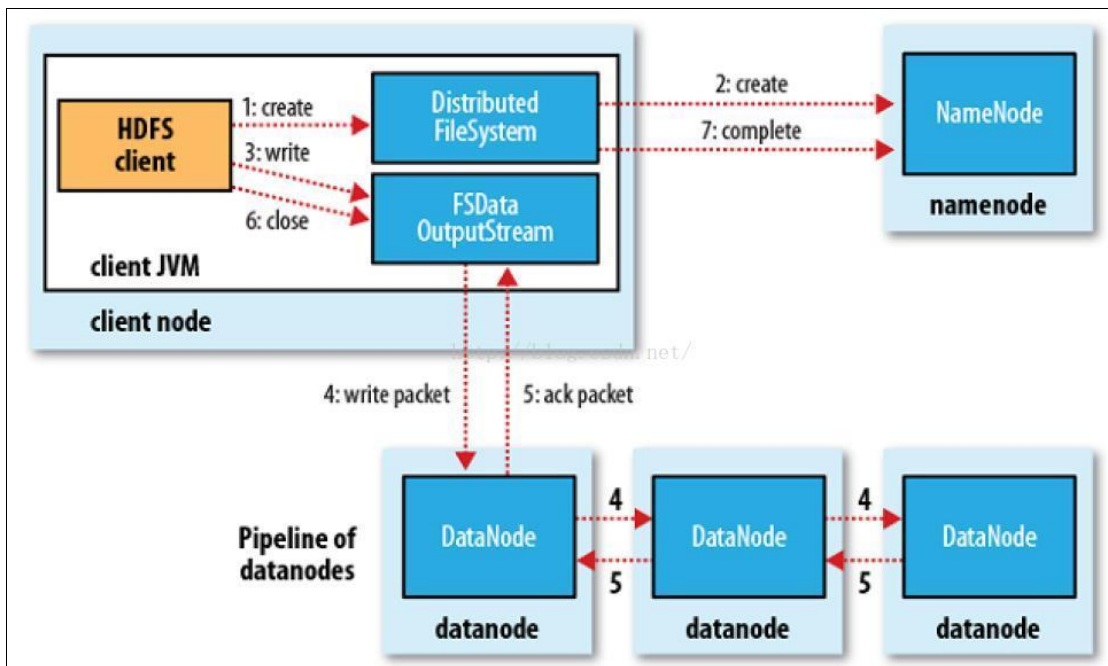 1: create
HDFS
client
3: write
6: close
Distributed
FileSystem
FSData
OutputStream
client JVM
client node
2: create
7: complete
NameNode
namenode
4: write packet
5: ack packet
Pipeline of
datanodes
DataNode
datanode
4
5
DataNode
datanode
4
5
DataNode
datanode